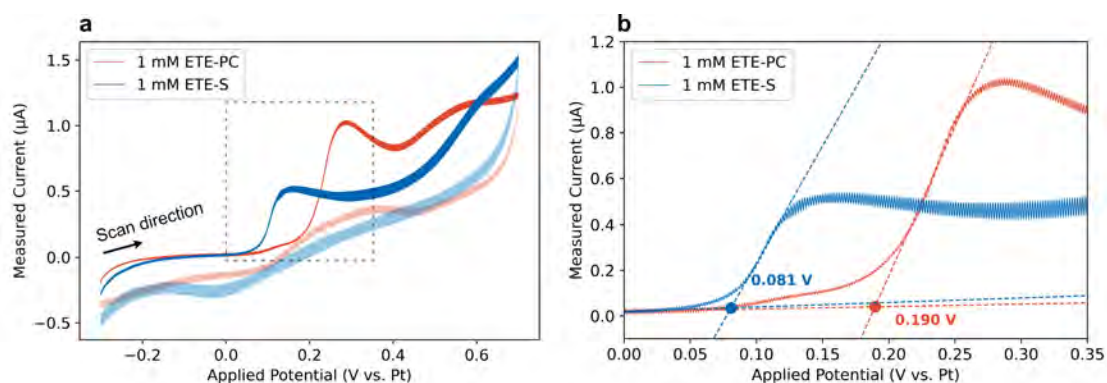 a
1 mM ETE-PC
1 mM ETE-S
Scan direction
Measured Current (μA)
1.5
1.0
0.5
0.0
−0.5
−0.2
0.0
0.2
0.4
0.6
Applied Potential (V vs. Pt)
b
1 mM ETE-PC
1 mM ETE-S
0.081 V
0.190 V
Measured Current (μA)
1.2
1.0
0.8
0.6
0.4
0.2
0.0
0.00
0.05
0.10
0.15
0.20
0.25
0.30
0.35
Applied Potential (V vs. Pt)